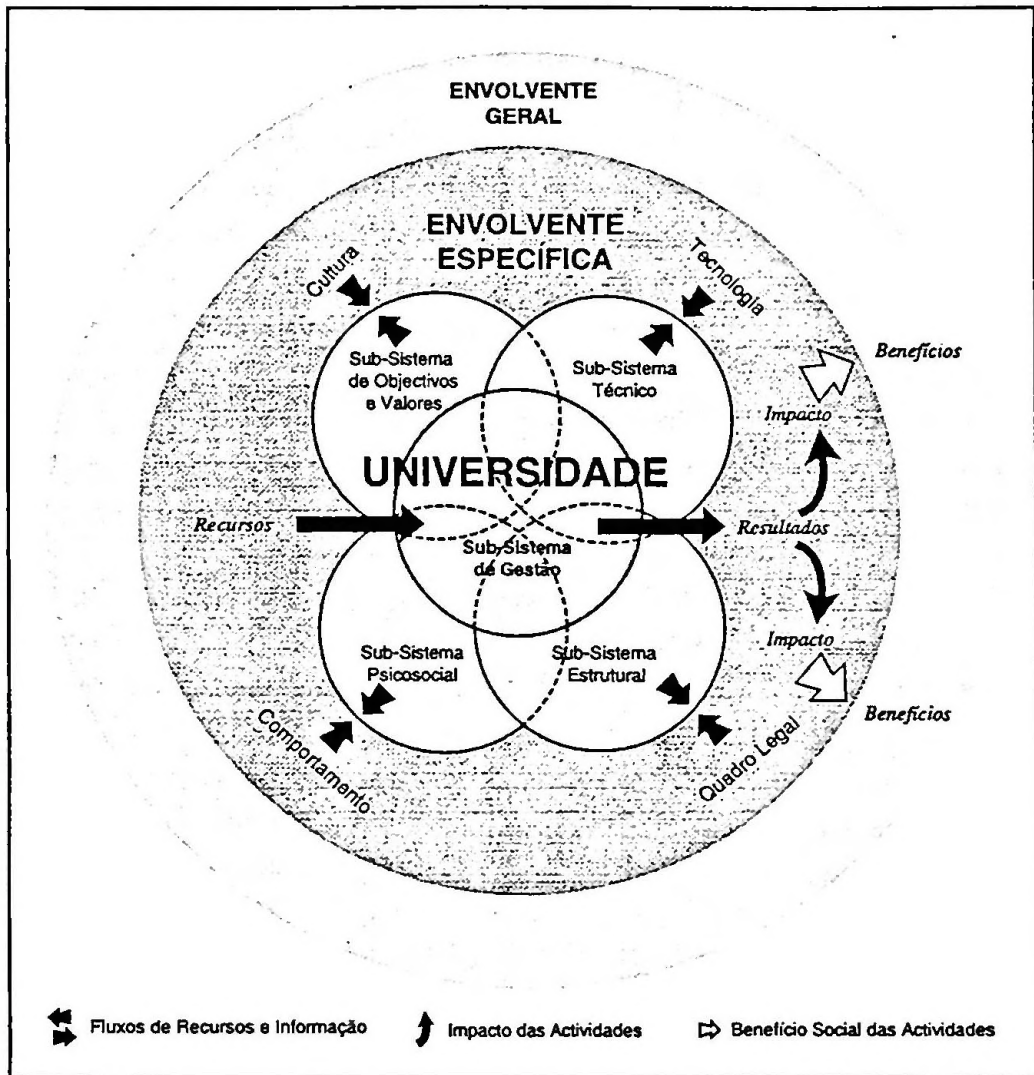 ENVOLVENTE
GERAL
ENVOLVENTE
ESPECÍFICA
Cultura
Tecnologia
Sub-Sistema
de Objectivos
e Valores
Sub-Sistema
Técnico
Benefícios
Impacto
UNIVERSIDADE
Recursos
Resultados
Sub-Sistema
de Gestão
Sub-Sistema
Psicosocial
Sub-Sistema
Estrutural
Impacto
Benefícios
Comportamento
Quadro Legal
Fluxos de Recursos e Informação
Impacto das Actividades
Benefício Social das Actividades